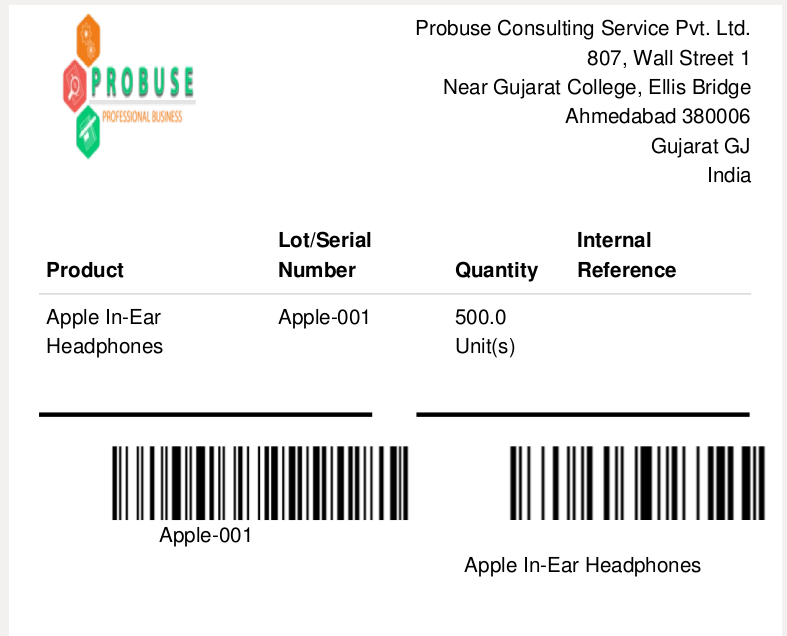 PROBUSE
PROFESSIONAL BUSINESS
Probuse Consulting Service Pvt. Ltd.
807, Wall Street 1
Near Gujarat College, Ellis Bridge
Ahmedabad 380006
Gujarat GJ
India
Product Lot/Serial Number Quantity Internal Reference
Apple In-Ear Apple-001 500.0
Headphones Unit(s)
Apple-001
Apple In-Ear Headphones